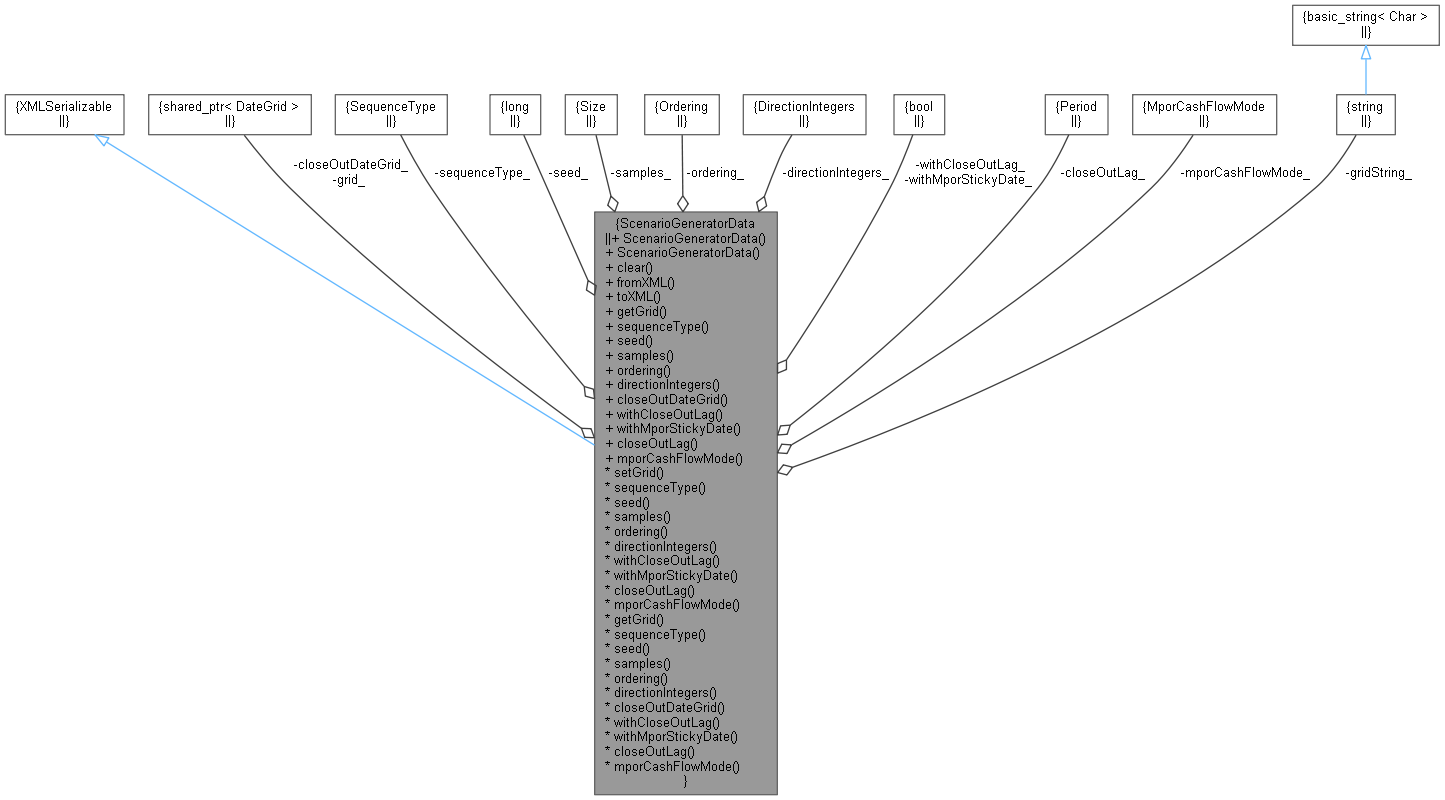 {basic_string< Char >
||}
{XMLSerializable
||}
{shared_ptr< DateGrid >
||}
{SequenceType
||}
{long
||}
{Size
||}
{Ordering
||}
{DirectionIntegers
||}
{bool
||}
{Period
||}
{MporCashFlowMode
||}
{string
||}
-closeOutDateGrid_
-grid_
-sequenceType_
-seed_
-samples_
-ordering_
-directionIntegers_
-withCloseOutLag_
-withMporStickyDate_
-closeOutLag_
-mporCashFlowMode_
-gridString_
{ScenarioGeneratorData
||+ ScenarioGeneratorData()
+ ScenarioGeneratorData()
+ clear()
+ fromXML()
+ toXML()
+ getGrid()
+ sequenceType()
+ seed()
+ samples()
+ ordering()
+ directionIntegers()
+ closeOutDateGrid()
+ withCloseOutLag()
+ withMporStickyDate()
+ closeOutLag()
+ mporCashFlowMode()
* setGrid()
* sequenceType()
* seed()
* samples()
* ordering()
* directionIntegers()
* withCloseOutLag()
* withMporStickyDate()
* closeOutLag()
* mporCashFlowMode()
* getGrid()
* sequenceType()
* seed()
* samples()
* ordering()
* directionIntegers()
* closeOutDateGrid()
* withCloseOutLag()
* withMporStickyDate()
* closeOutLag()
* mporCashFlowMode()
}